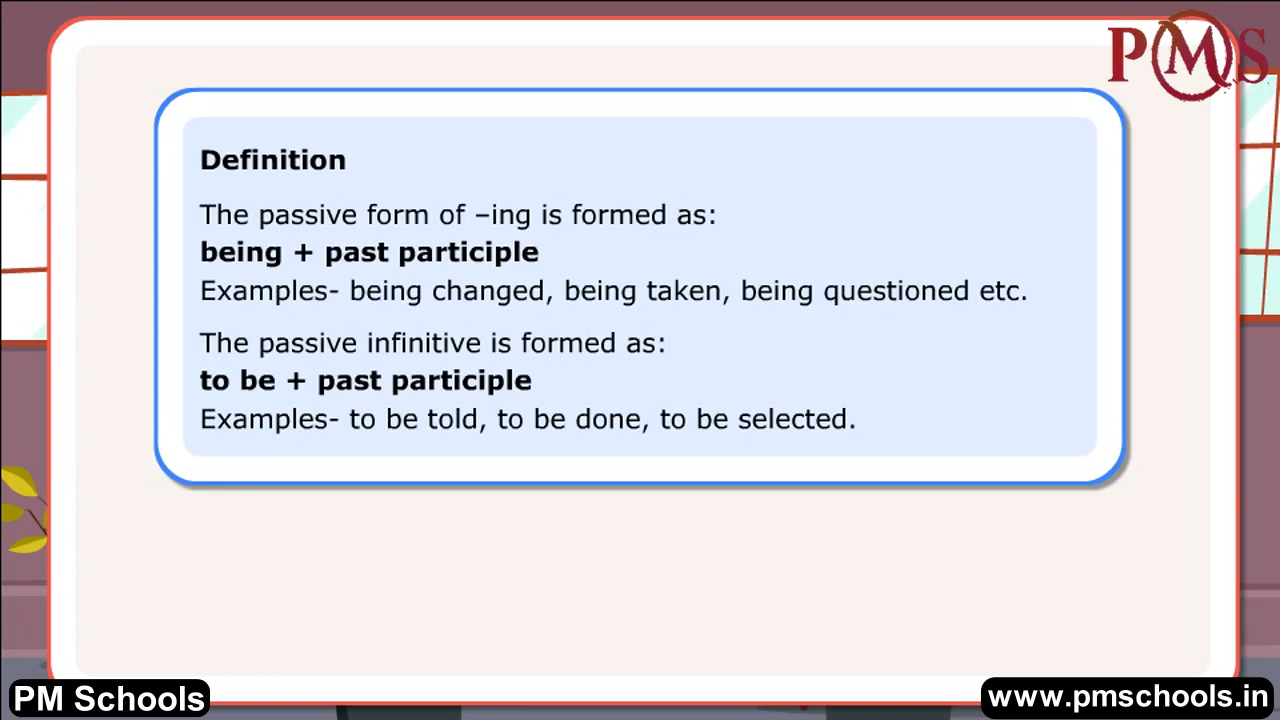 PMS
Definition
The passive form of –ing is formed as:
being + past participle
Examples- being changed, being taken, being questioned etc.
The passive infinitive is formed as:
to be + past participle
Examples- to be told, to be done, to be selected.
PM Schools
www.pmschools.in